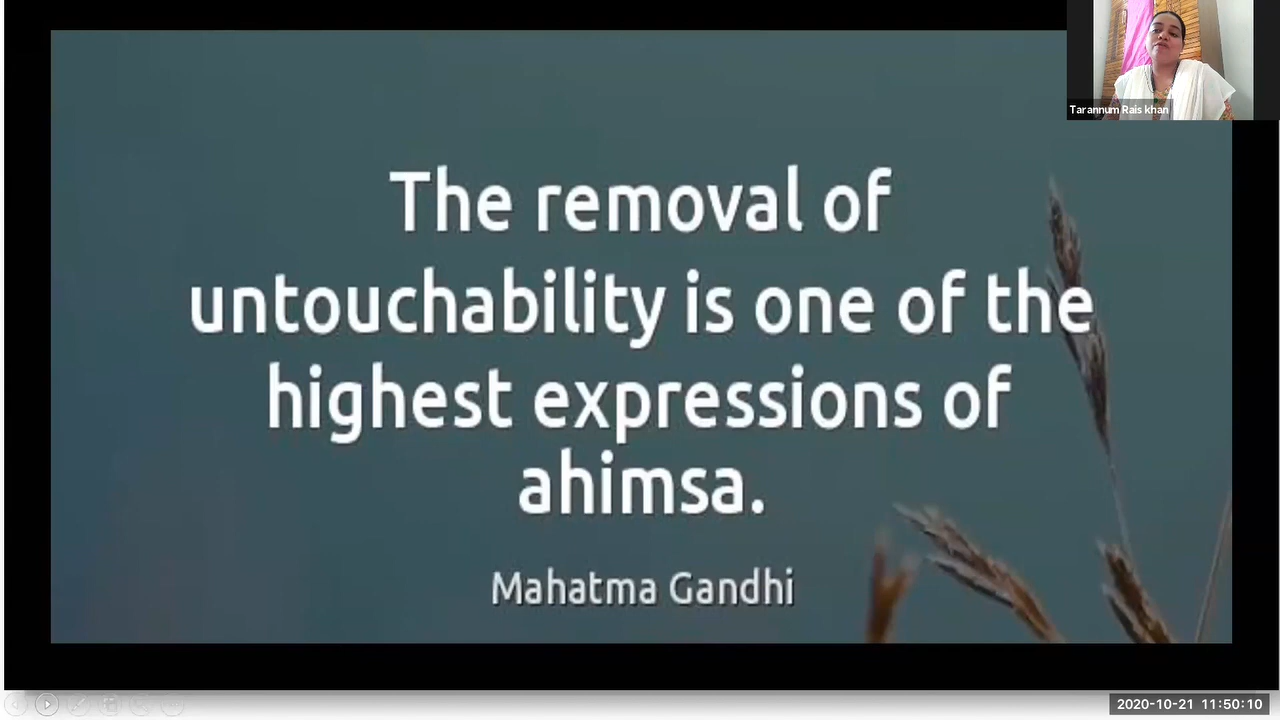 Tarannum Rais khan
The removal of
untouchability is one of the
highest expressions of
ahimsa.
Mahatma Gandhi
2020-10-21 11:50:10